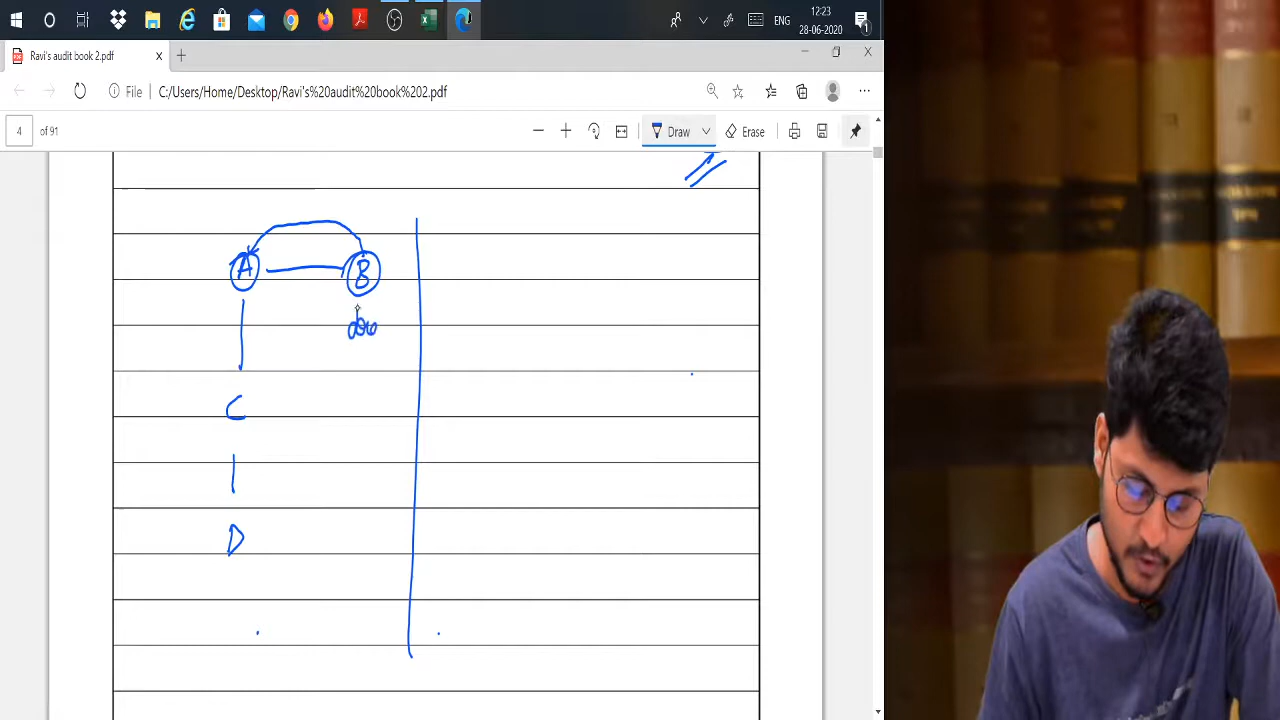 ENG
12:23
28-06-2020
1
Ravi's audit book 2.pdf
File
C:/Users/Home/Desktop/Ravi's%20audit%20book%202.pdf
4 of 91
Draw
Erase
A B
C
D